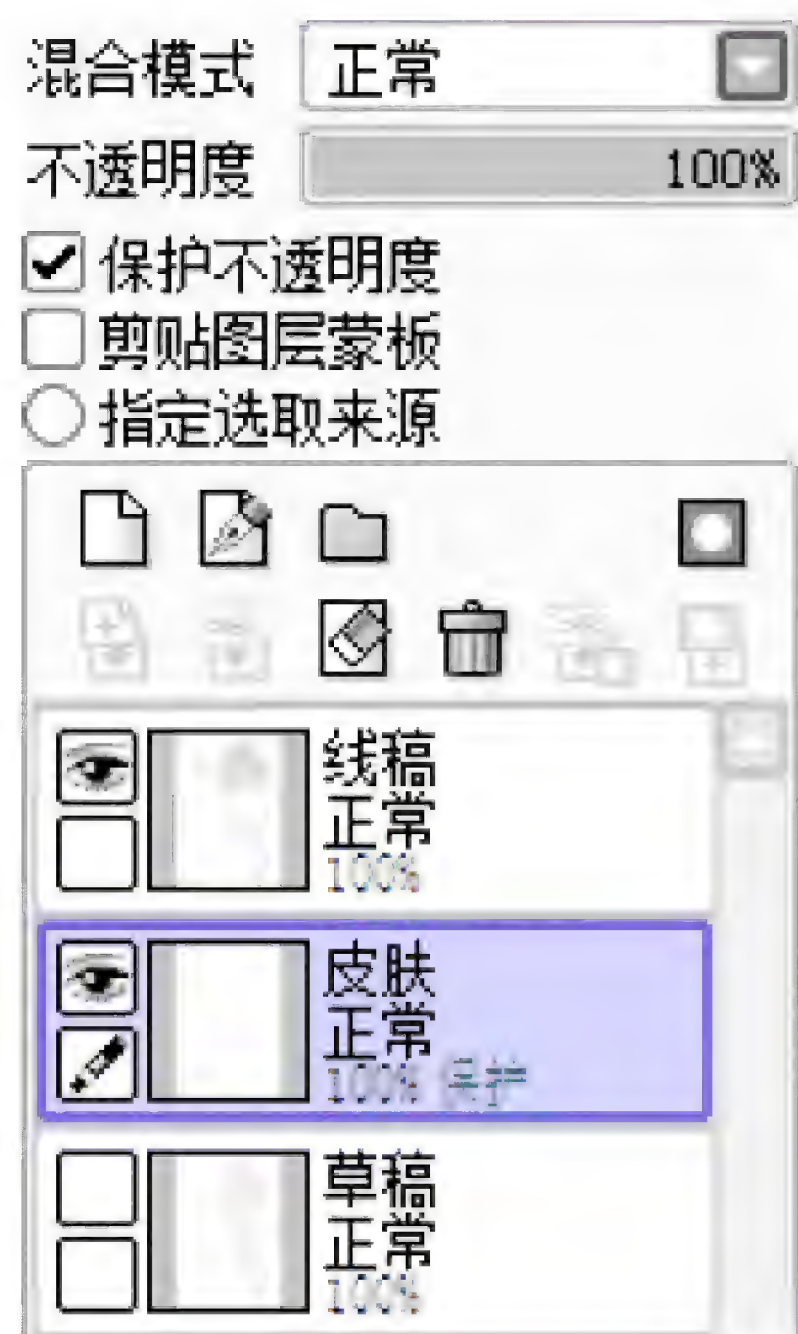 混合模式 正常
不透明度 100%
保护不透明度
剪贴图层蒙板
指定选取来源
线稿
正常
100%
皮肤
正常
100% 保护
草稿
正常
100%